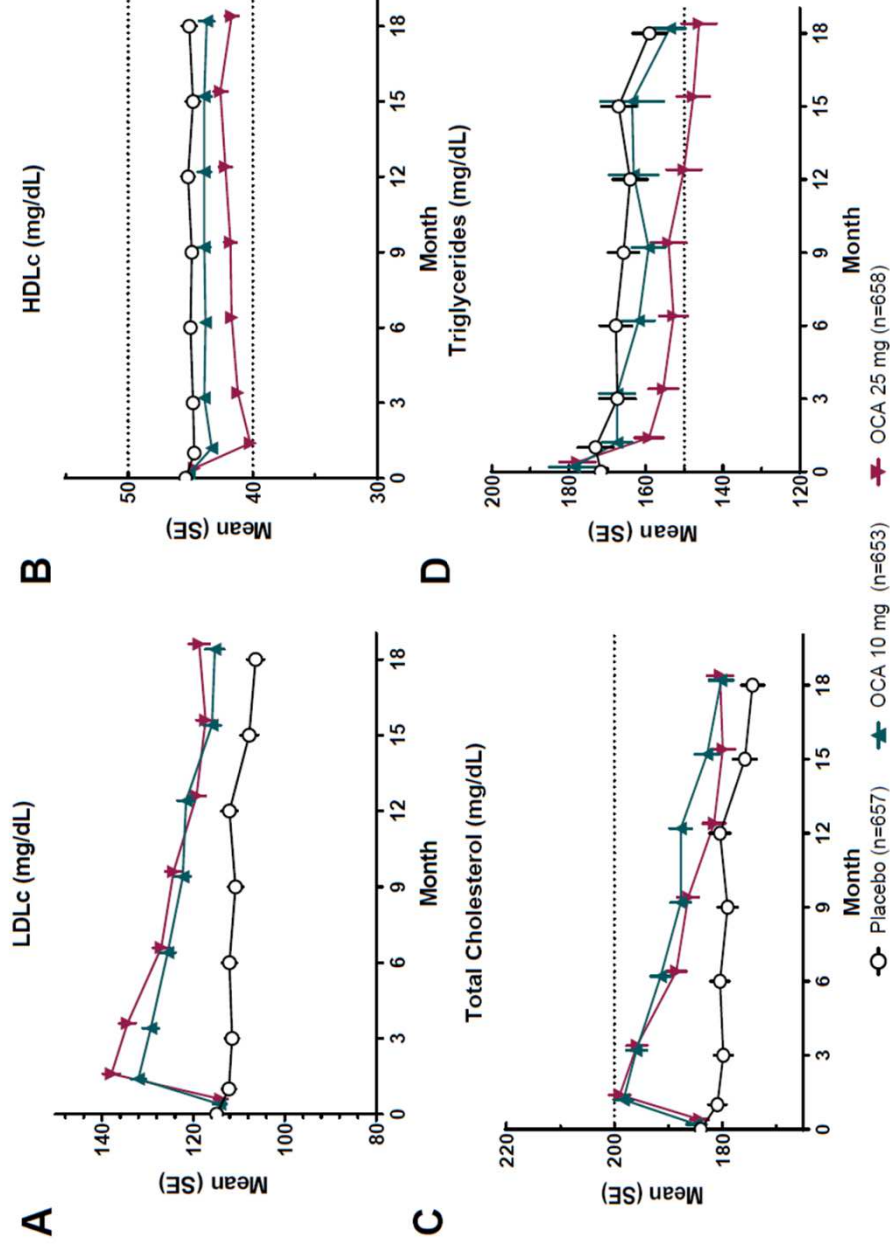 A
LDLc (mg/dL)
Mean (SE)
140
120
100
80
0
3
6
9
12
15
18
Month
B
HDLc (mg/dL)
Mean (SE)
50
40
30
0
3
6
9
12
15
18
Month
C
Total Cholesterol (mg/dL)
Mean (SE)
220
200
180
0
3
6
9
12
15
18
Month
D
Triglycerides (mg/dL)
Mean (SE)
200
180
160
140
120
0
3
6
9
12
15
18
Month
Placebo (n=657) OCA 10 mg (n=653) OCA 25 mg (n=658)